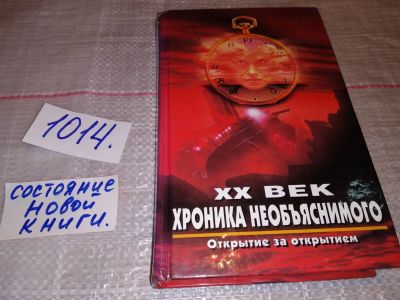 1014.
СОСТОЯНИЕ
НОВОЙ
КНИГИ.
XX ВЕК
ХРОНИКА НЕОБЪЯСНИМОГО
Открытие за открытием